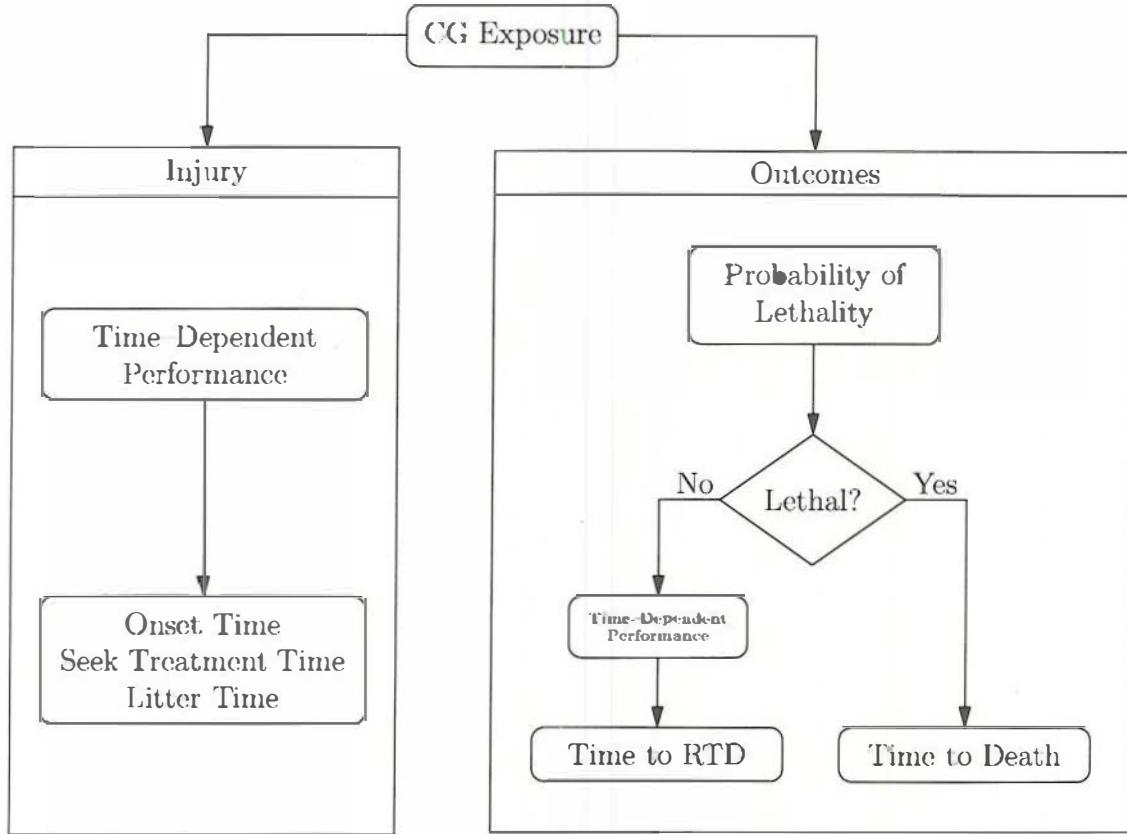 CG Exposure
Injury
Time-Dependent
Performance
Onset Time
Seek Treatment Time
Litter Time
Outcomes
Probability of
Lethality
Lethal?
No
Yes
Time-Dependent
Performance
Time to RTD
Time to Death